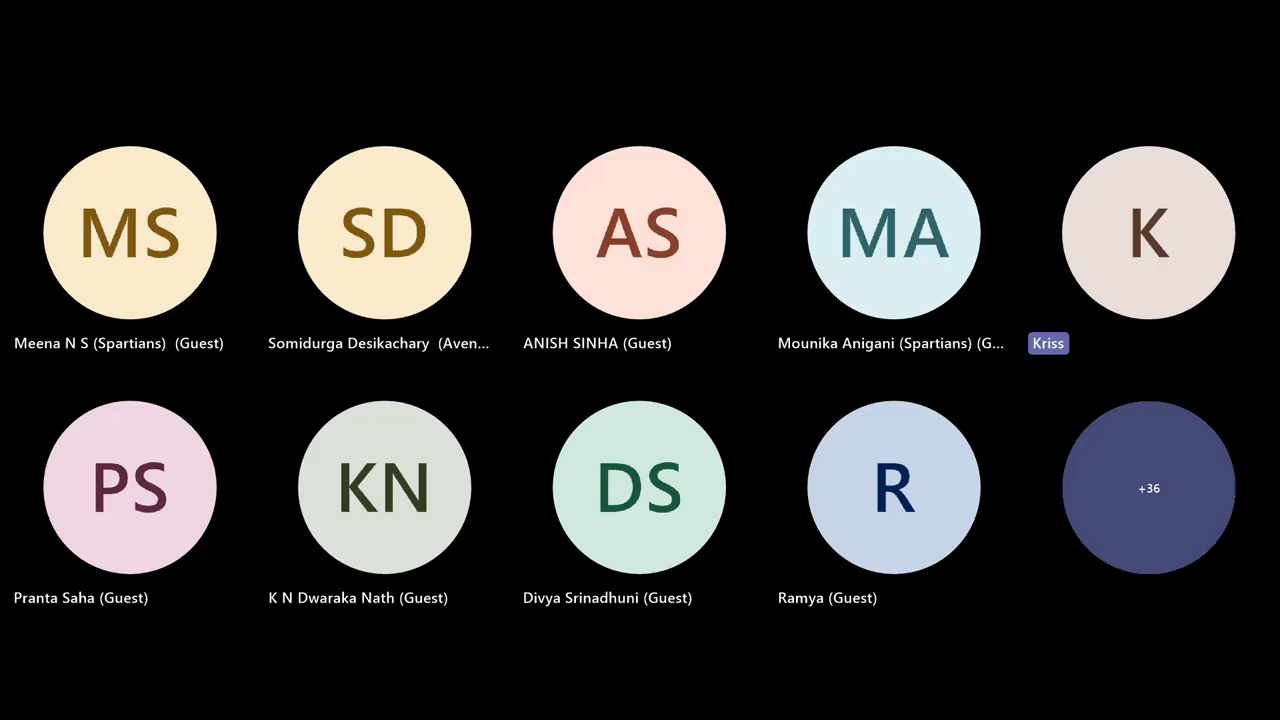 MS SD AS MA K
Meena N S (Spartians) (Guest) Somidurga Desikachary (Aven... ANISH SINHA (Guest) Mounika Anigani (Spartians) (G... Kriss
PS KN DS R +36
Pranta Saha (Guest) K N Dwaraka Nath (Guest) Divya Srinadhuni (Guest) Ramya (Guest)